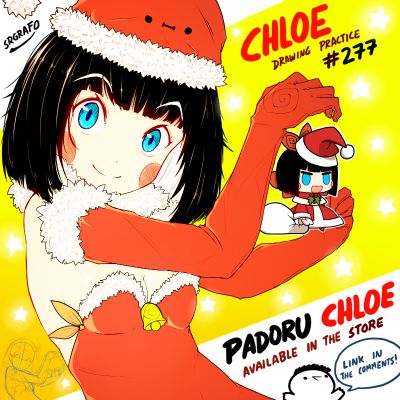 SRGRAFO
CHLOE
DRAWING PRACTICE
#277
PADORU CHLOE
AVAILABLE IN THE STORE
LINK IN
THE COMMENTS!